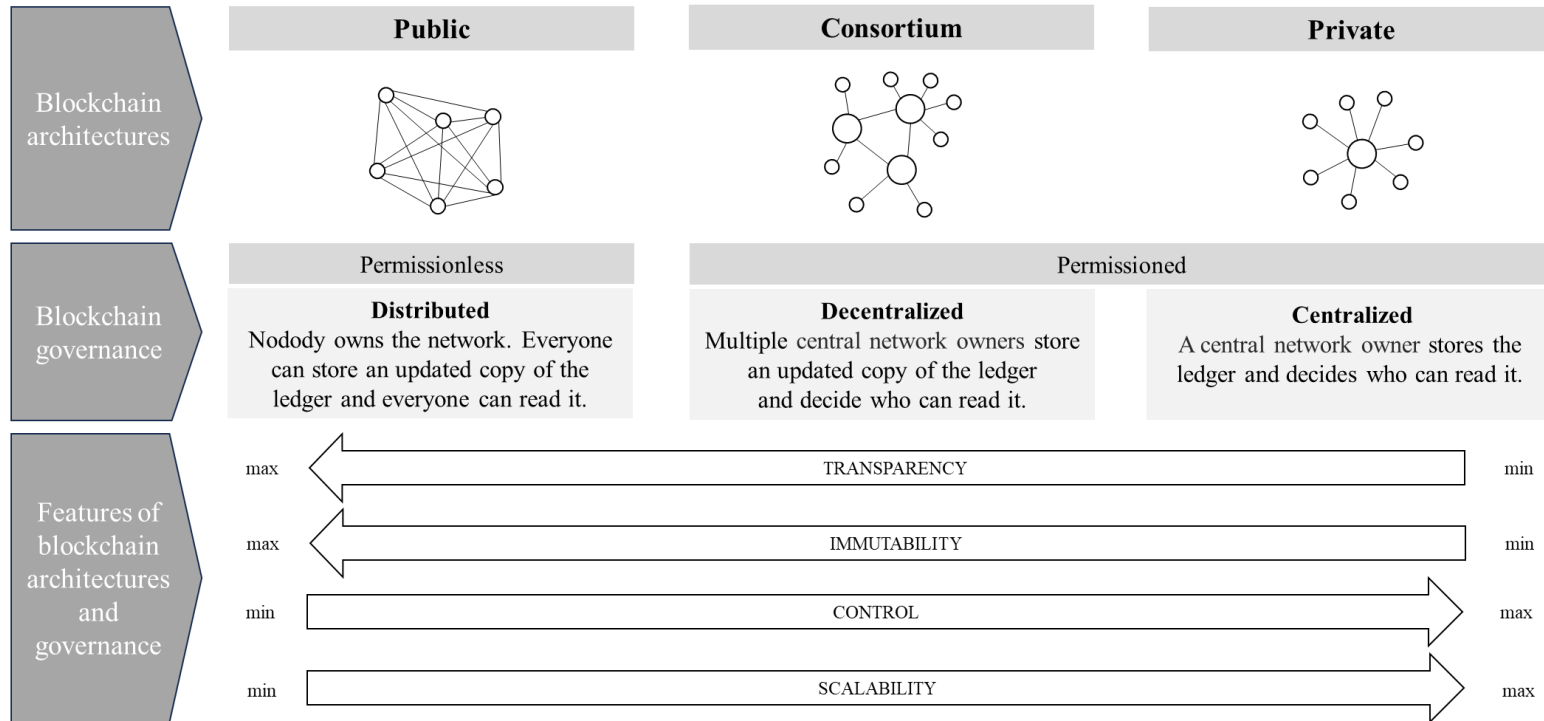 Blockchain
architectures
Public
Consortium
Private
Blockchain
governance
Permissionless
Permissioned
Distributed
Nodody owns the network. Everyone
can store an updated copy of the
ledger and everyone can read it.
Decentralized
Multiple central network owners store
an updated copy of the ledger
and decide who can read it.
Centralized
A central network owner stores the
ledger and decides who can read it.
Features of
blockchain
architectures
and
governance
max
TRANSPARENCY
min
max
IMMUTABILITY
min
min
CONTROL
max
min
SCALABILITY
max